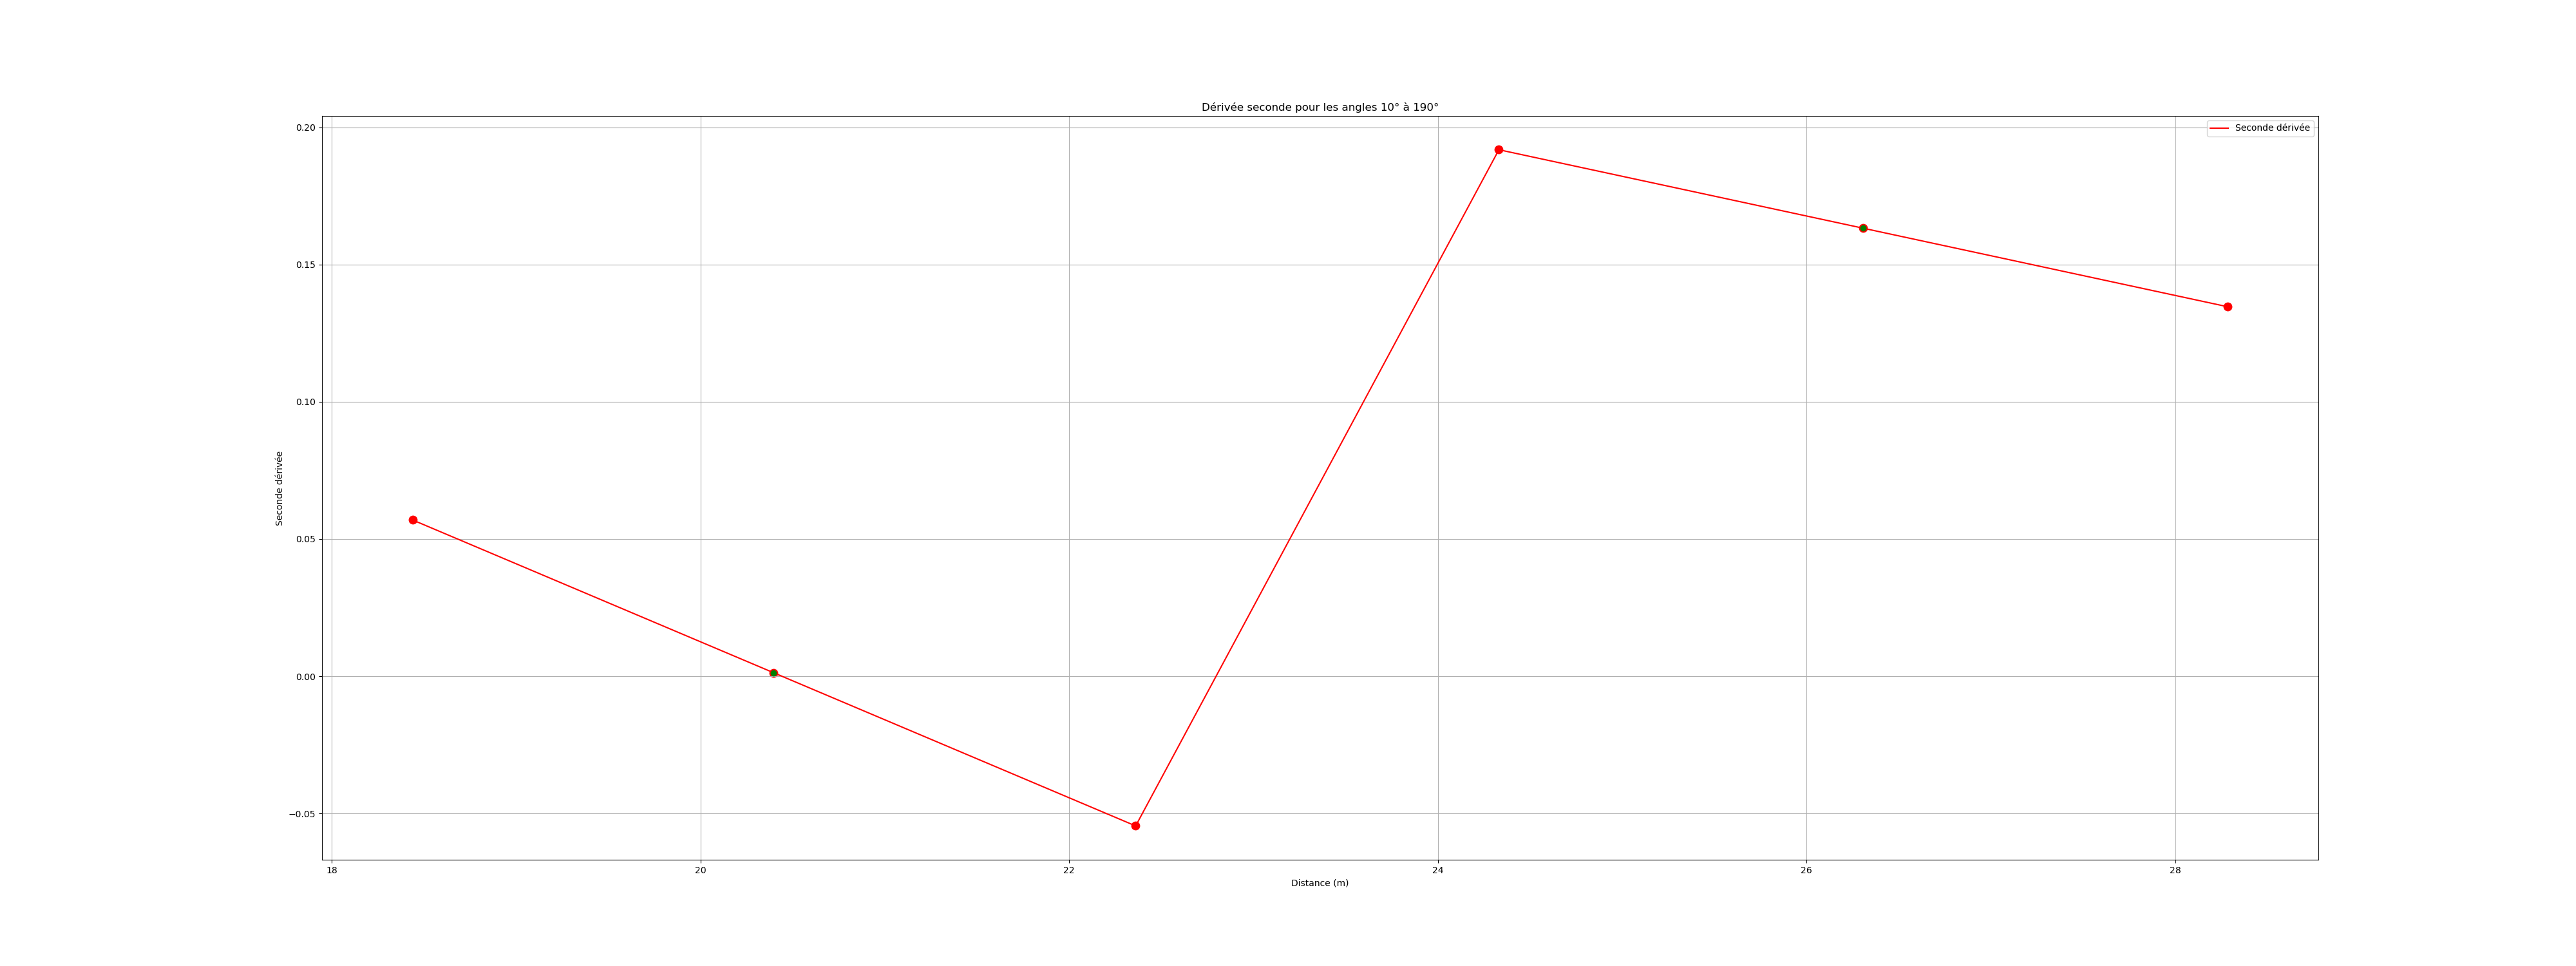 Dérivée seconde pour les angles 10° à 190°
Seconde dérivée
0.20
0.15
0.10
0.05
0.00
−0.05
Seconde dérivée
18 20 22 24 26 28
Distance (m)